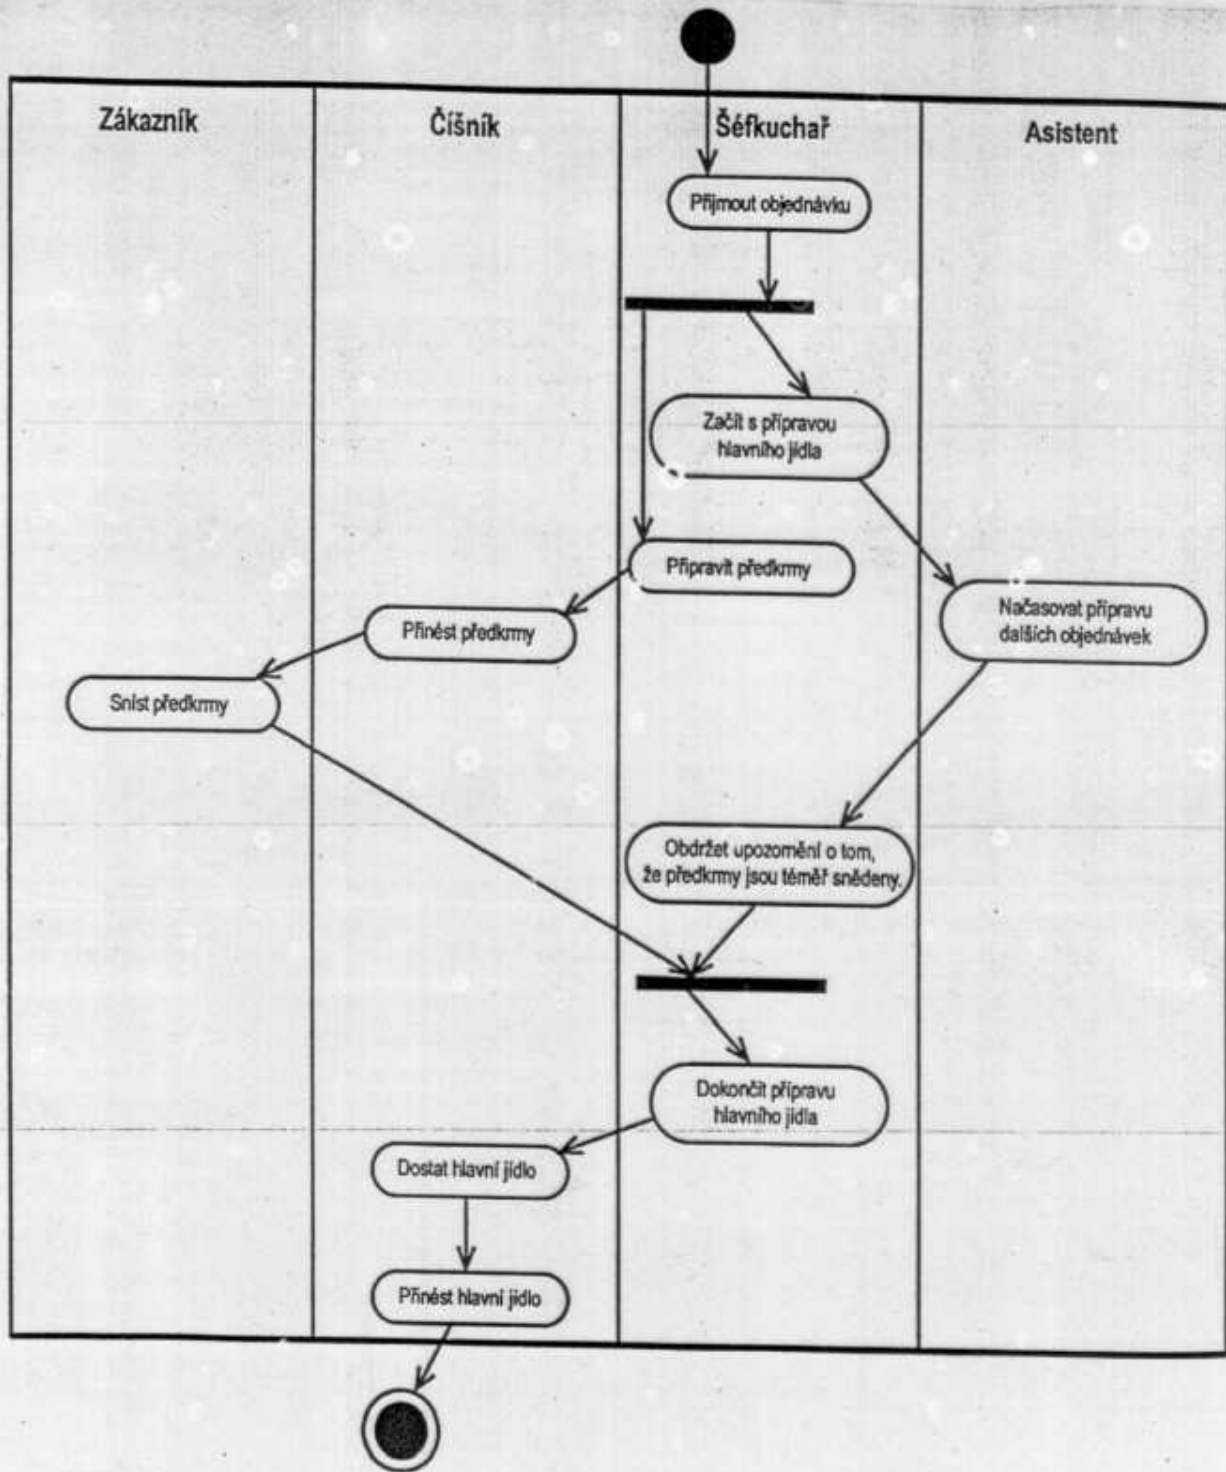 Zákazník
Číšník
Šéfkuchař
Asistent
Přijmout objednávku
Začít s přípravou
hlavního jídla
Připravit předkrmy
Načasovat přípravu
dalších objednávek
Přinést předkrmy
Sníst předkrmy
Obdržet upozornění o tom,
že předkrmy jsou téměř snědeny.
Dokončit přípravu
hlavního jídla
Dostat hlavní jídlo
Přinést hlavní jídlo